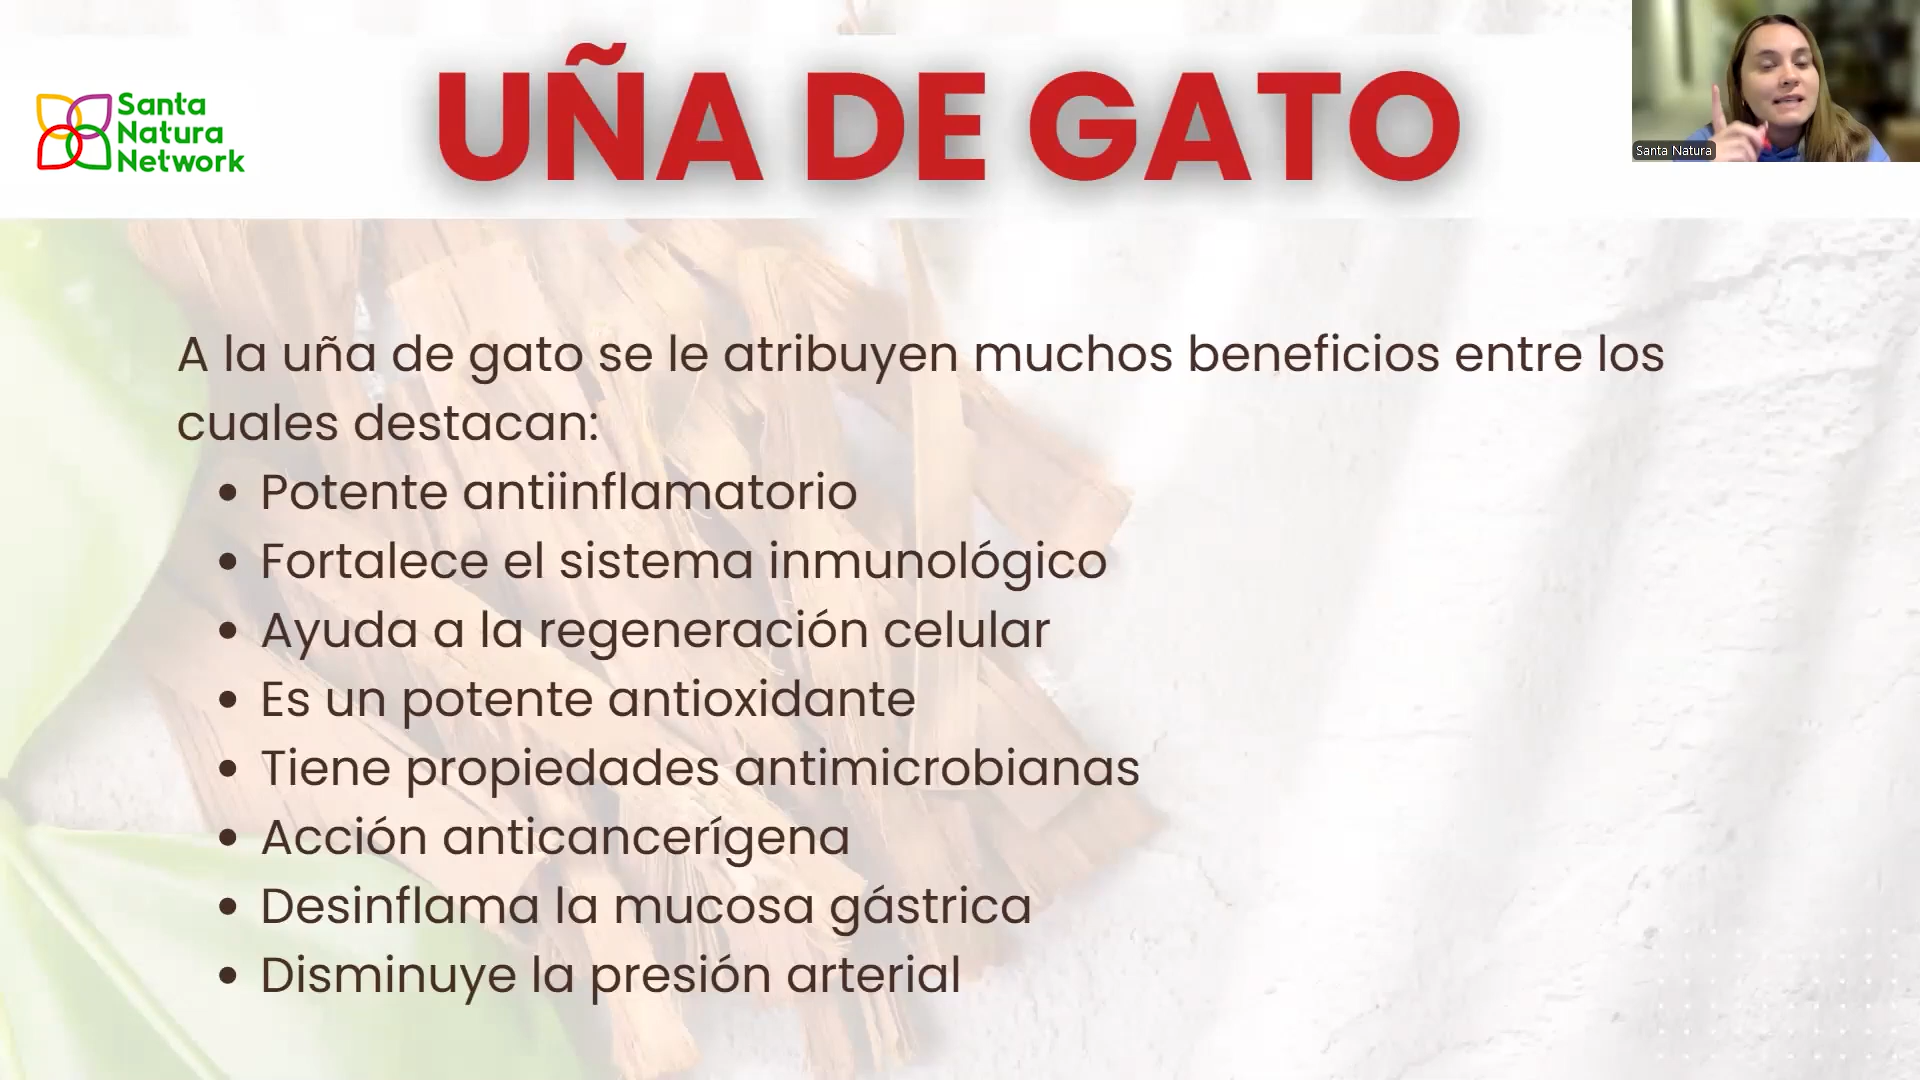 UÑA DE GATO
Santa
Natura
Network
Santa Natura
A la uña de gato se le atribuyen muchos beneficios entre los
cuales destacan:
• Potente antiinflamatorio
• Fortalece el sistema inmunológico
• Ayuda a la regeneración celular
• Es un potente antioxidante
• Tiene propiedades antimicrobianas
• Acción anticancerígena
• Desinflama la mucosa gástrica
• Disminuye la presión arterial